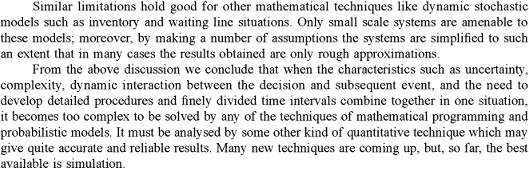 Similar limitations hold good for other mathematical techniques like dynamic stochastic
models such as inventory and waiting line situations. Only small scale systems are amenable to
these models; moreover, by making a number of assumptions the systems are simplified to such
an extent that in many cases the results obtained are only rough approximations.
From the above discussion we conclude that when the characteristics such as uncertainty,
complexity, dynamic interaction between the decision and subsequent event, and the need to
develop detailed procedures and finely divided time intervals combine together in one situation,
it becomes too complex to be solved by any of the techniques of mathematical programming and
probabilistic models. It must be analysed by some other kind of quantitative technique which may
give quite accurate and reliable results. Many new techniques are coming up, but, so far, the best
available is simulation.